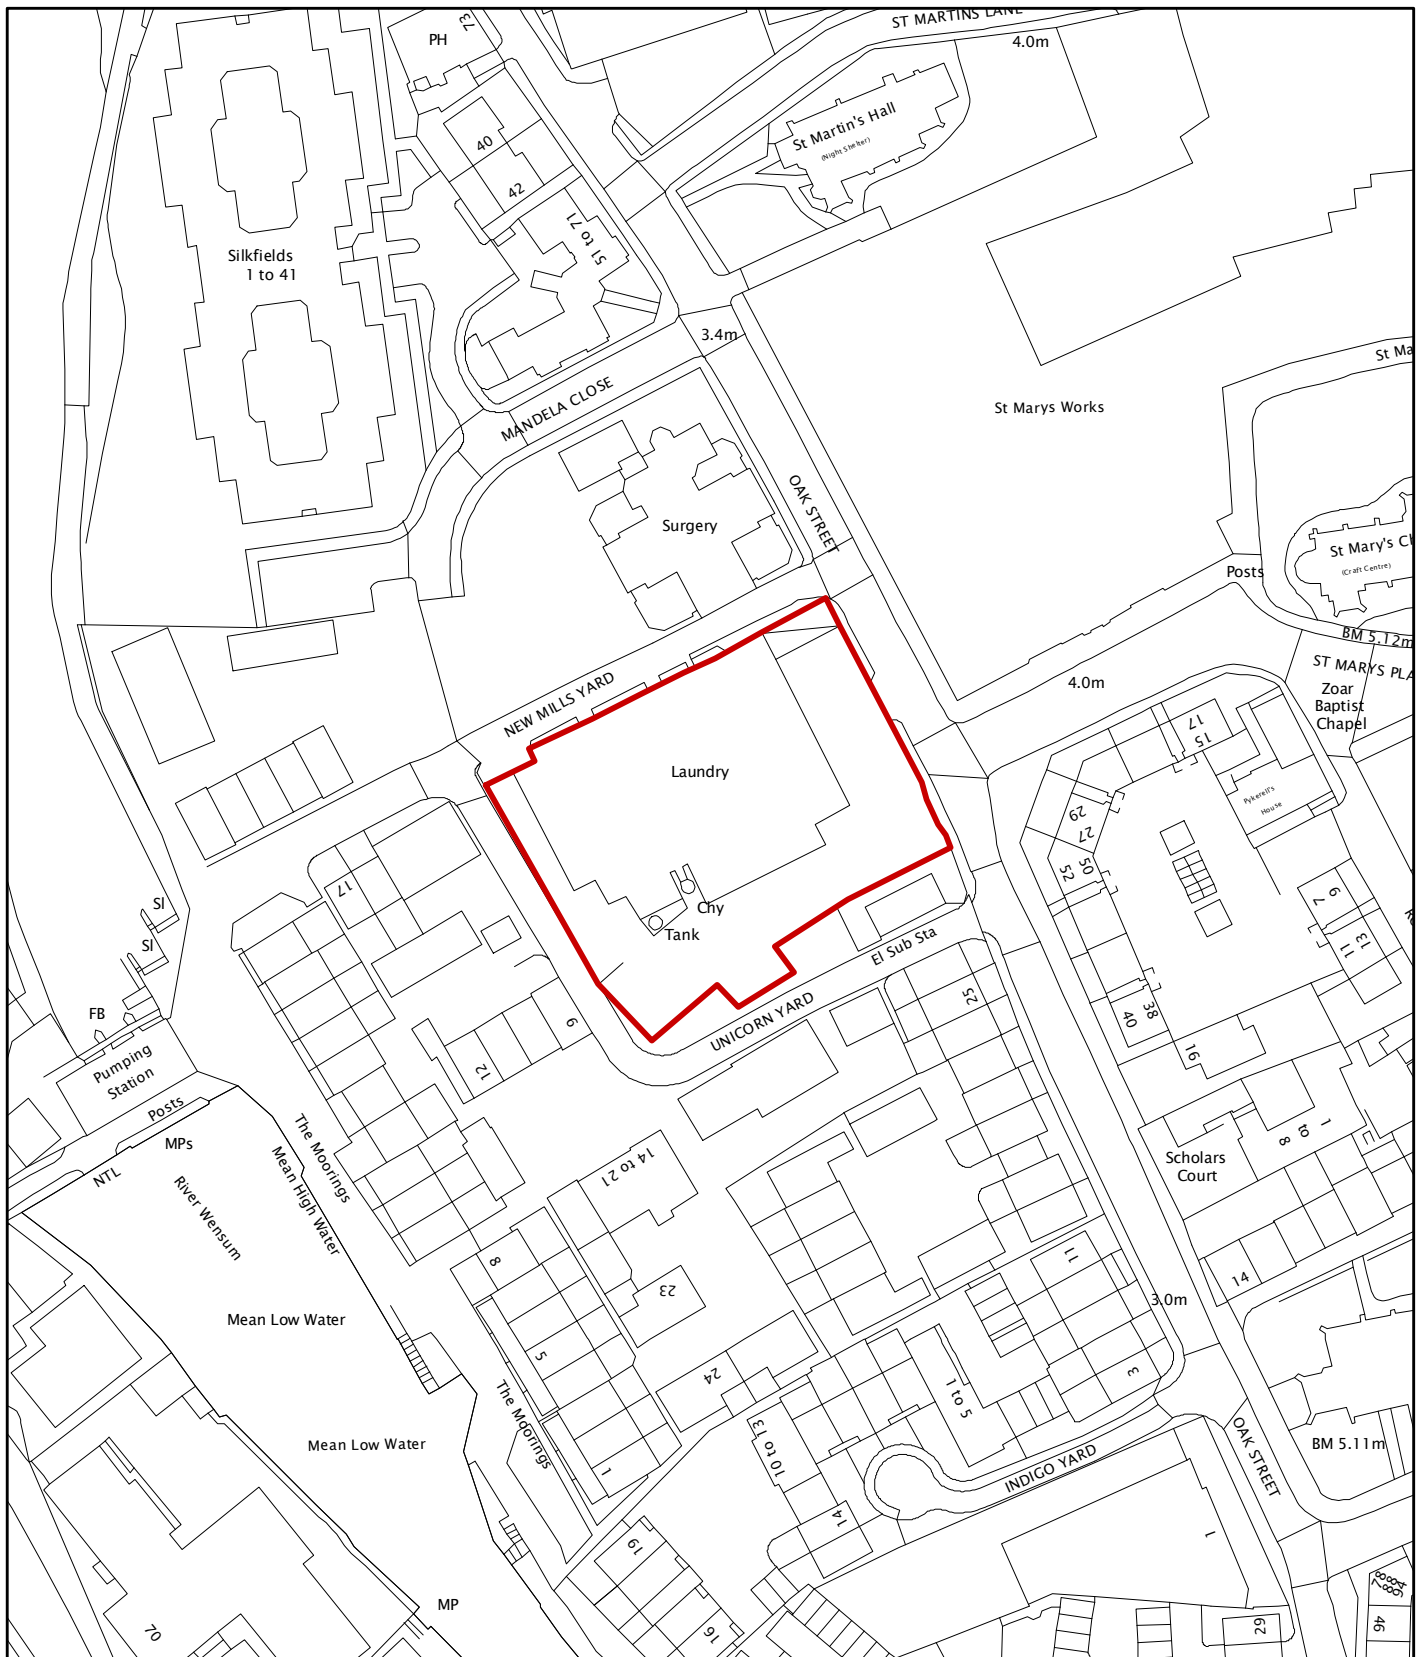 ST MARTINS LANE
73
PH
4.0m
St Martin's Hall
(Night Shelter)
40
42
51 to 71
Silkfields
1 to 41
3.4m
St Ma
MANDELA CLOSE
St Marys Works
OAK STREET
Surgery
St Mary's Ch
(Craft Centre)
Posts
BM 5.12m
ST MARYS PLA
4.0m
Zoar
Baptist
Chapel
NEW MILLS YARD
17
15
Laundry
Pykerell's
House
29
27
52
50
17
9
7
SI
Chy
Tank
El Sub Sta
13
11
SI
25
UNICORN YARD
FB
9
38
40
16
Pumping
Station
12
Posts
MPs
The Moorings
1 to 8
NTL
Mean High Water
14 to 21
Scholars
Court
River Wensum
8
11
14
23
3.0m
Mean Low Water
5
24
3
The Moorings
1 to 5
OAK STREET
Mean Low Water
10 to 13
BM 5.11m
1
INDIGO YARD
14
1
19
MP
70
16
29
46